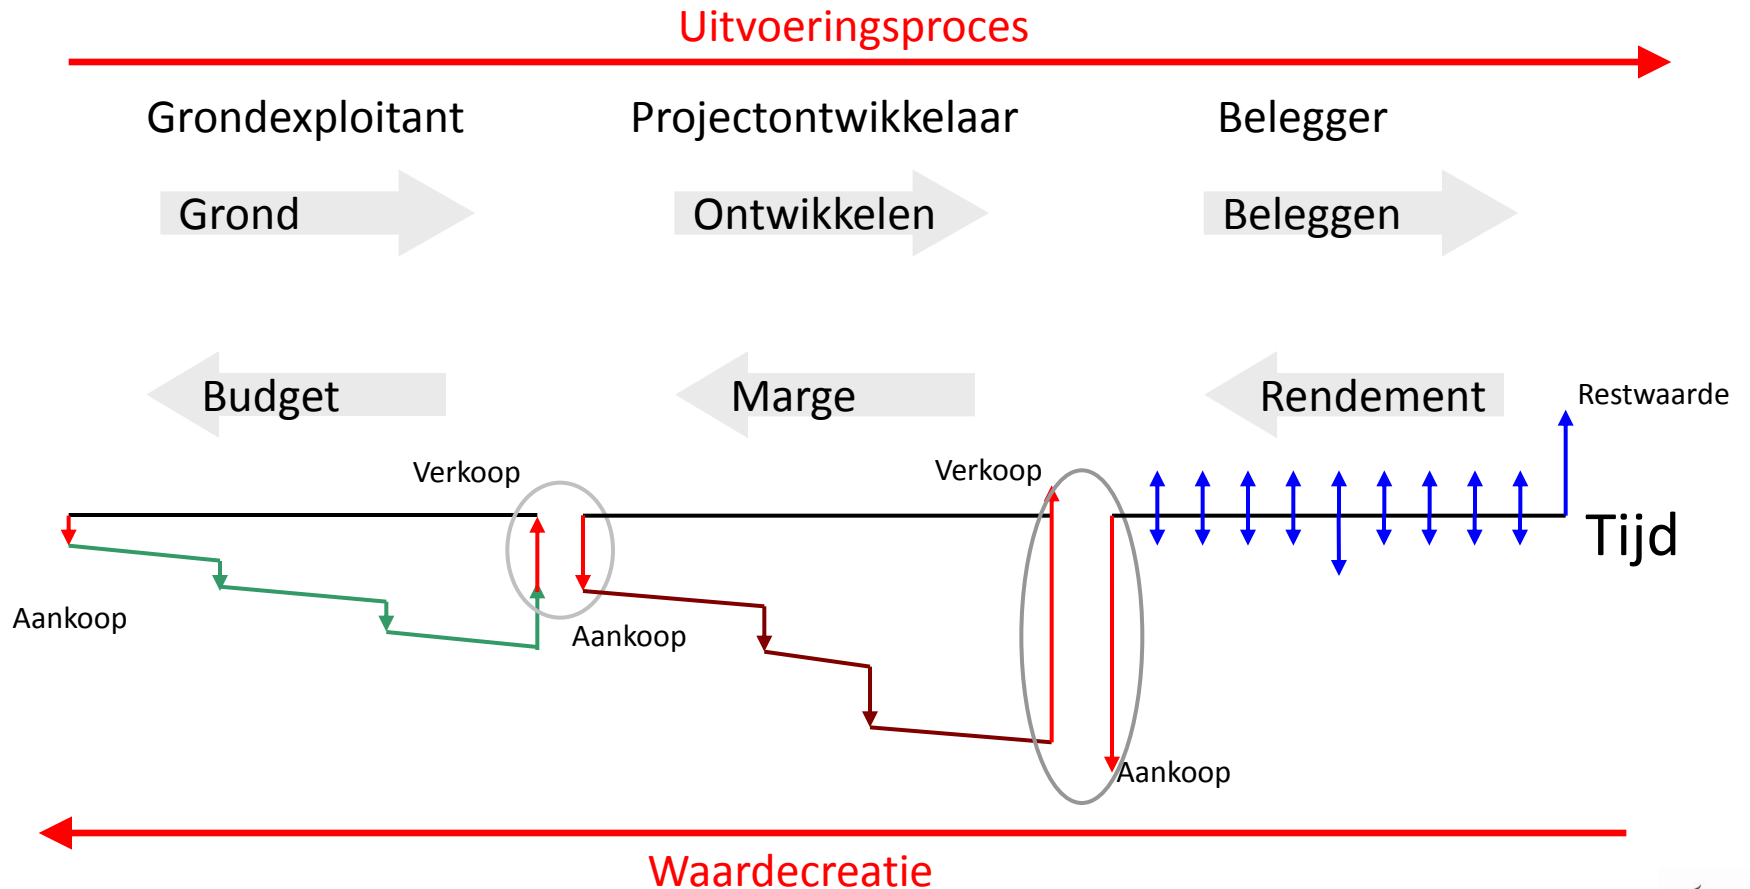 Uitvoeringsproces
Grondexploitant
Projectontwikkelaar
Belegger
Grond
Ontwikkelen
Beleggen
Budget
Marge
Rendement
Restwaarde
Verkoop
Verkoop
Tijd
Aankoop
Aankoop
Aankoop
Waardecreatie